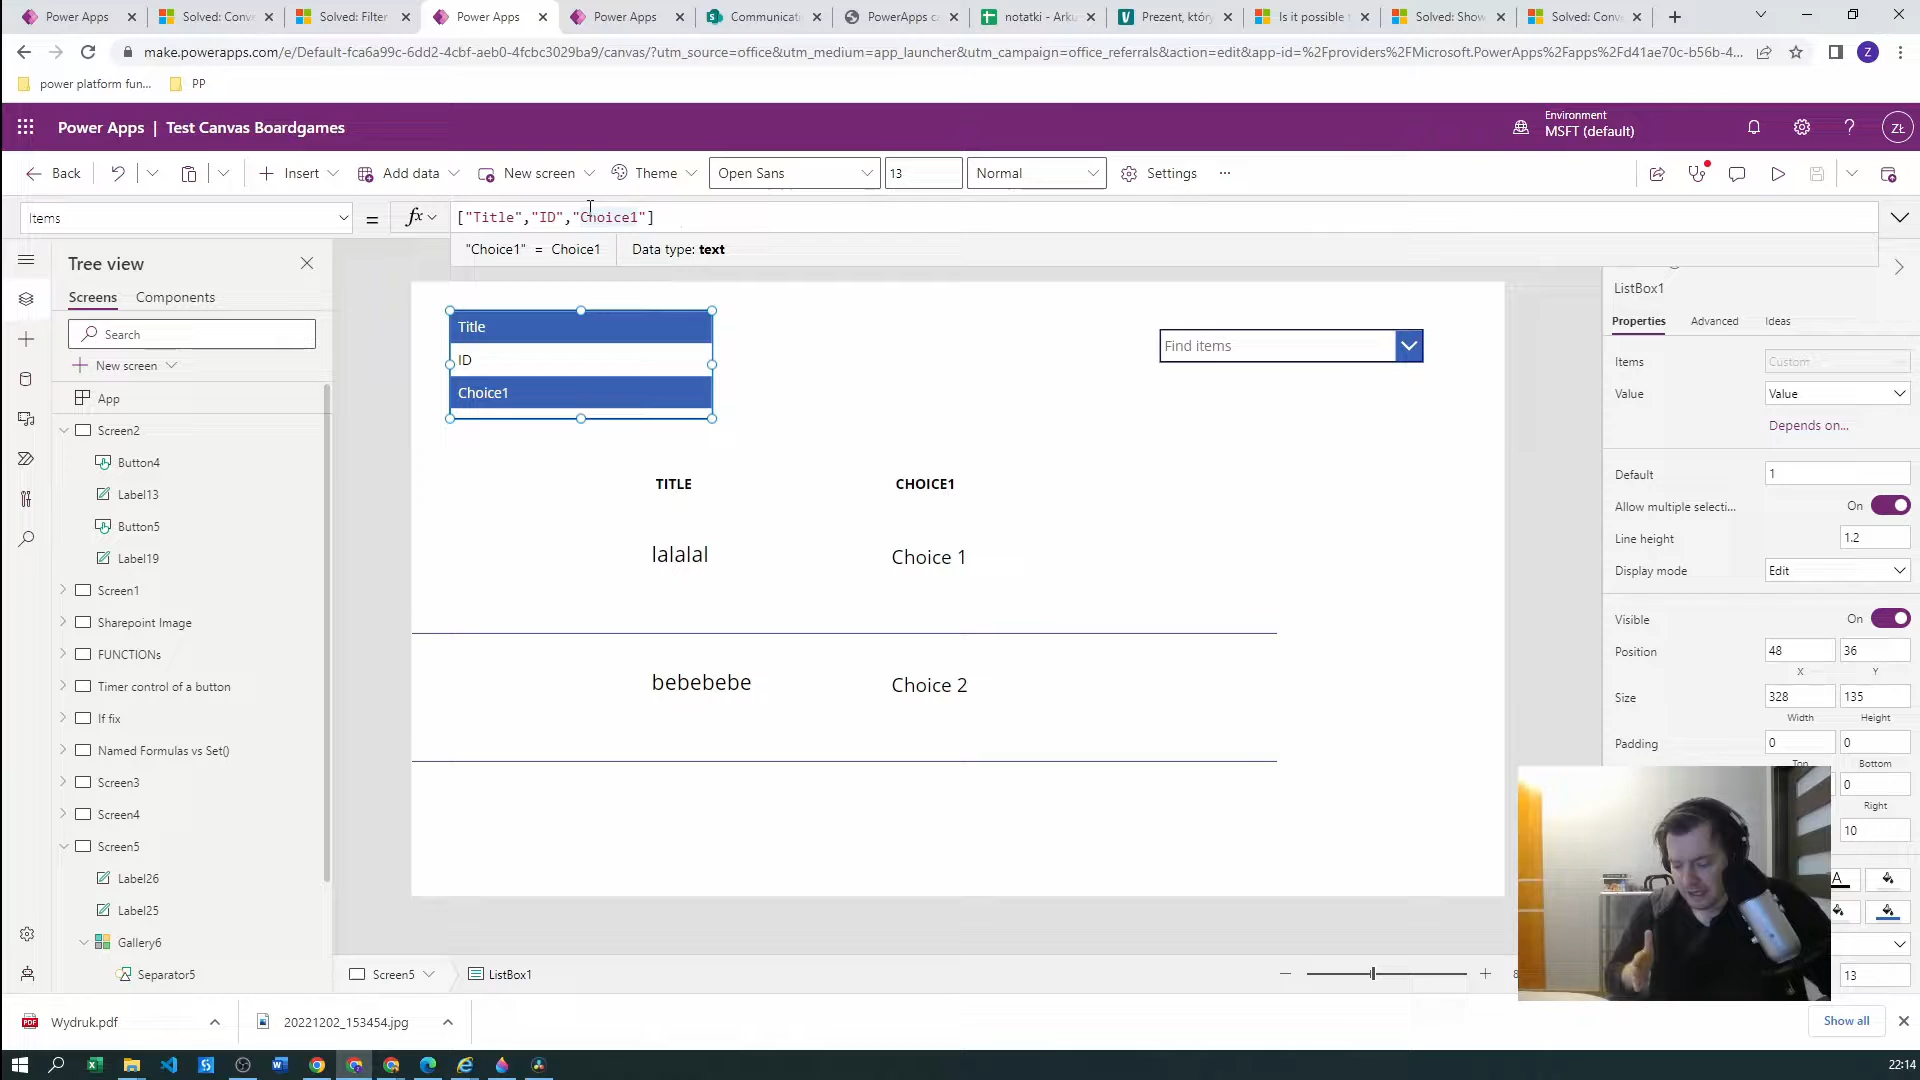 Power Apps
Solved: Conv
Solved: Filter
Power Apps
Power Apps
Communicat
PowerApps c
notatki - Arku
Prezent, któr
Is it possible
Solved: Show
Solved: Conv
make.powerapps.com/e/Default-fca6a99c-6dd2-4cbf-aeb0-4fcbc3029ba9/canvas/?utm_source=office&utm_medium=app_launcher&utm_campaign=office_referrals&action=edit&app-id=%2Fproviders%2FMicrosoft.PowerApps%2Fapps%2Fd41ae70c-b56b-4...
Z
power platform fun...
PP
Power Apps | Test Canvas Boardgames
Environment
MSFT (default)
ZŁ
Back
Insert
Add data
New screen
Theme
Open Sans
13
Normal
Settings
Items
= fx
["Title","ID","Choice1"]
"Choice1" = Choice1
Data type: text
Tree view
Screens
Components
Search
New screen
App
Screen2
Button4
Label13
Button5
Label19
Screen1
Sharepoint Image
FUNCTIONs
Timer control of a button
If fix
Named Formulas vs Set()
Screen3
Screen4
Screen5
Label26
Label25
Gallery6
Separator5
Title
ID
Choice1
Find items
TITLE
CHOICE1
lalalal
Choice 1
bebebebe
Choice 2
ListBox1
Properties
Advanced
Ideas
Items
Custom
Value
Value
Depends on...
Default
1
Allow multiple selecti...
On
Line height
1.2
Display mode
Edit
Visible
On
Position
48
36
X
Y
Size
328
135
Width
Height
Padding
0
0
Top
Bottom
0
Right
10
A
13
Screen5
ListBox1
8
Wydruk.pdf
20221202_153454.jpg
Show all
22:14